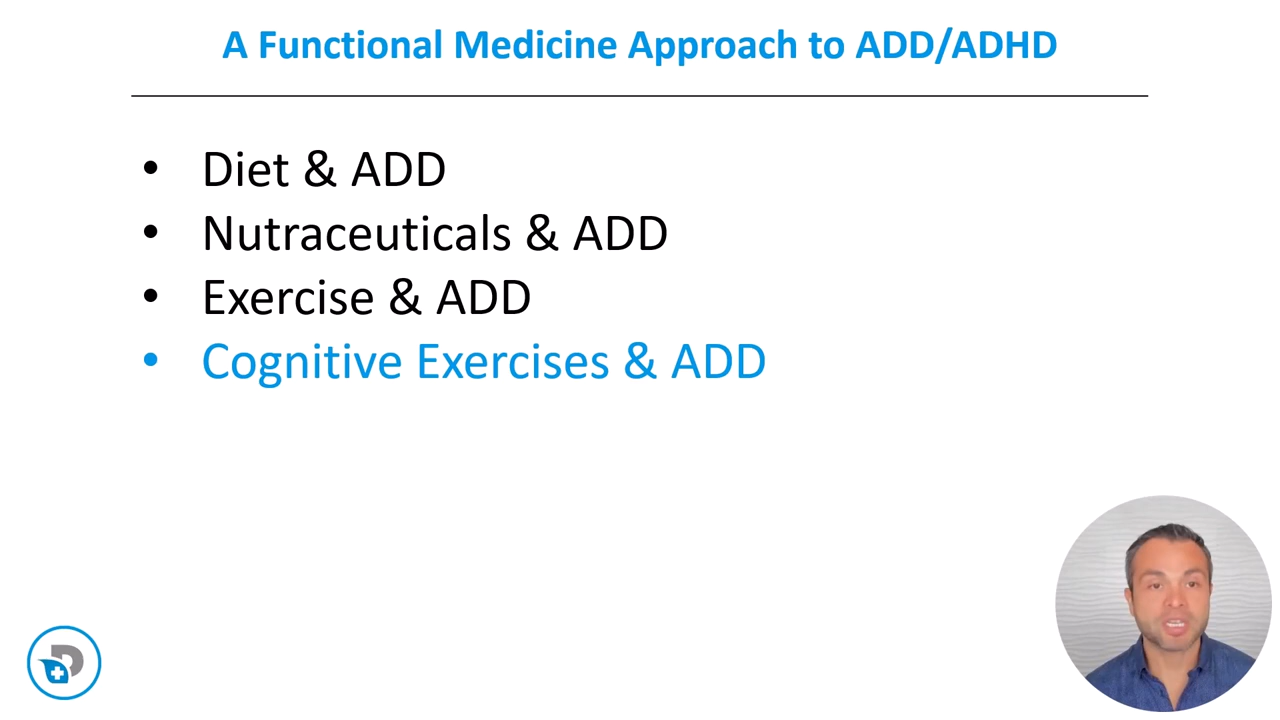 A Functional Medicine Approach to ADD/ADHD
• Diet & ADD
• Nutraceuticals & ADD
• Exercise & ADD
• Cognitive Exercises & ADD